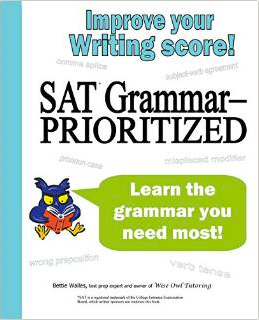 Improve your
Writing score!
comma splice
subject-verb agreement
SAT* Grammar–
PRIORITIZED
pronoun case
misplaced modifier
Learn the
grammar you
need most!
wrong preposition
verb tense
Bettie Wailes, test prep expert and owner of Wise Owl Tutoring
*SAT is a registered trademark of the College Entrance Examination
Board, which neither sponsors nor endorses this book.